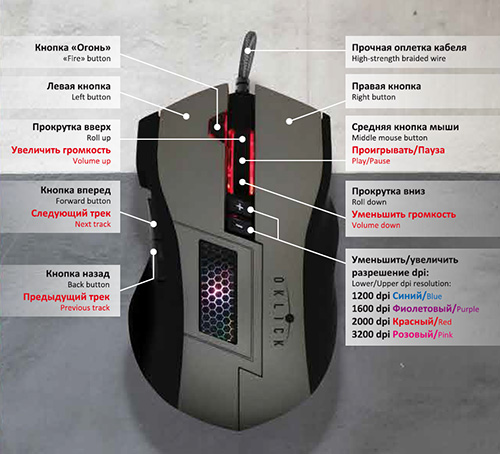 Кнопка «Огонь»
«Fire» button
Левая кнопка
Left button
Прокрутка вверх
Roll up
Увеличить громкость
Volume up
Кнопка вперед
Forward button
Следующий трек
Next track
Кнопка назад
Back button
Предыдущий трек
Previous track
Прочная оплетка кабеля
High-strength braided wire
Правая кнопка
Right button
Средняя кнопка мыши
Middle mouse button
Проигрывать/Пауза
Play/Pause
Прокрутка вниз
Roll down
Уменьшить громкость
Volume down
Уменьшить/увеличить
разрешение dpi:
Lower/Upper dpi resolution:
1200 dpi Синий/Blue
1600 dpi Фиолетовый/Purple
2000 dpi Красный/Red
3200 dpi Розовый/Pink
+
−
OKLICK